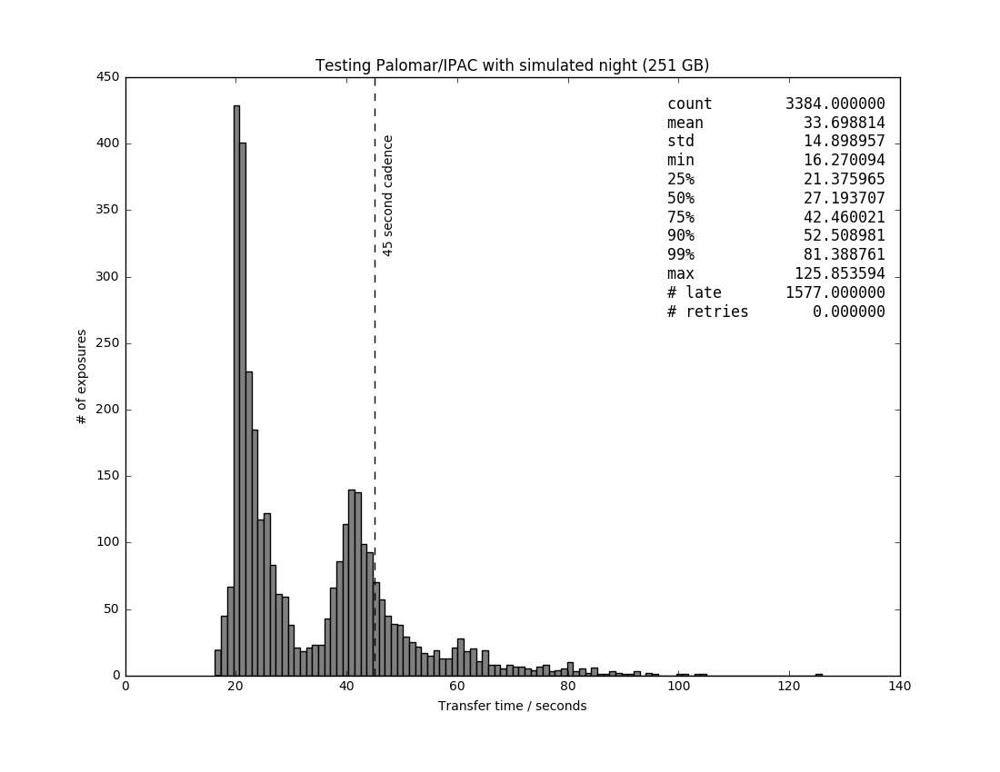 Testing Palomar/IPAC with simulated night (251 GB)
450
400
350
300
250
200
150
100
50
0
# of exposures
45 second cadence
count 3384.000000
mean 33.698814
std 14.898957
min 16.270094
25% 21.375965
50% 27.193707
75% 42.460021
90% 52.508981
99% 81.388761
max 125.853594
# late 1577.000000
# retries 0.000000
0 20 40 60 80 100 120 140
Transfer time / seconds